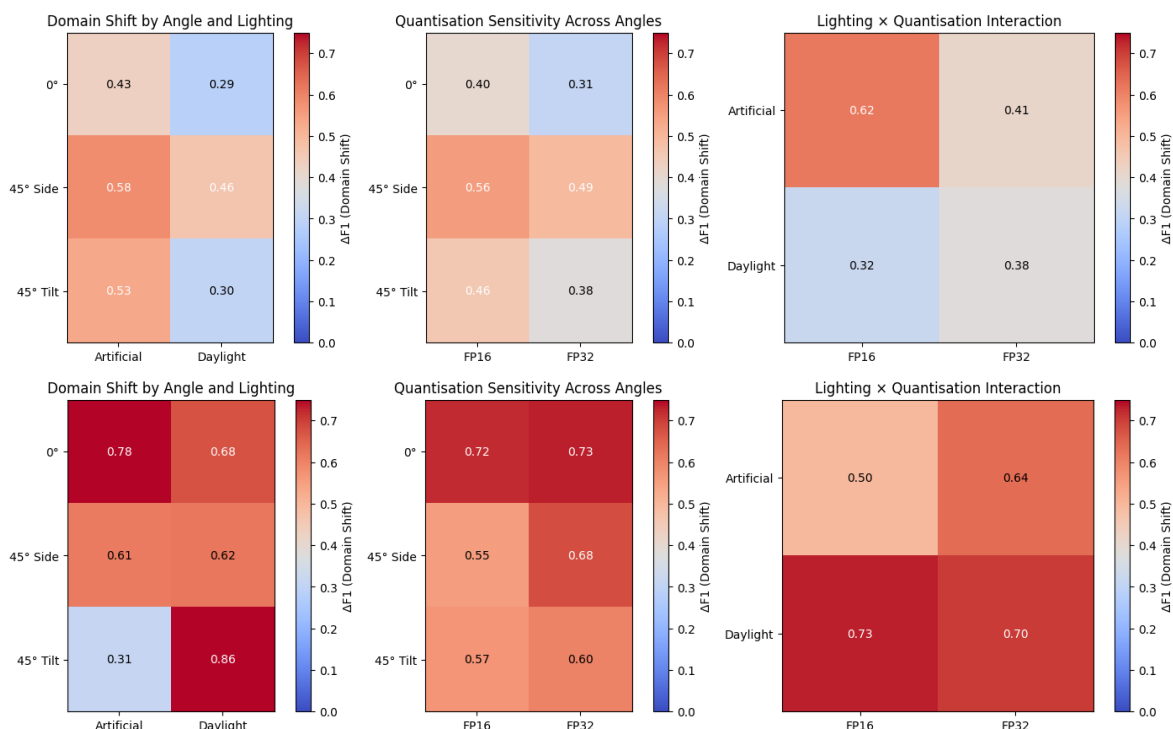 Domain Shift by Angle and Lighting
0°
45° Side
45° Tilt
0.43 0.29
0.58 0.46
0.53 0.30
Artificial Daylight
0.7
0.6
0.5
0.4
0.3
0.2
0.1
0.0
ΔF1 (Domain Shift)
Quantisation Sensitivity Across Angles
0°
45° Side
45° Tilt
0.40 0.31
0.56 0.49
0.46 0.38
FP16 FP32
0.7
0.6
0.5
0.4
0.3
0.2
0.1
0.0
ΔF1 (Domain Shift)
Lighting × Quantisation Interaction
Artificial
Daylight
0.62 0.41
0.32 0.38
FP16 FP32
0.7
0.6
0.5
0.4
0.3
0.2
0.1
0.0
ΔF1 (Domain Shift)
Domain Shift by Angle and Lighting
0°
45° Side
45° Tilt
0.78 0.68
0.61 0.62
0.31 0.86
Artificial Daylight
0.7
0.6
0.5
0.4
0.3
0.2
0.1
0.0
ΔF1 (Domain Shift)
Quantisation Sensitivity Across Angles
0°
45° Side
45° Tilt
0.72 0.73
0.55 0.68
0.57 0.60
FP16 FP32
0.7
0.6
0.5
0.4
0.3
0.2
0.1
0.0
ΔF1 (Domain Shift)
Lighting × Quantisation Interaction
Artificial
Daylight
0.50 0.64
0.73 0.70
FP16 FP32
0.7
0.6
0.5
0.4
0.3
0.2
0.1
0.0
ΔF1 (Domain Shift)